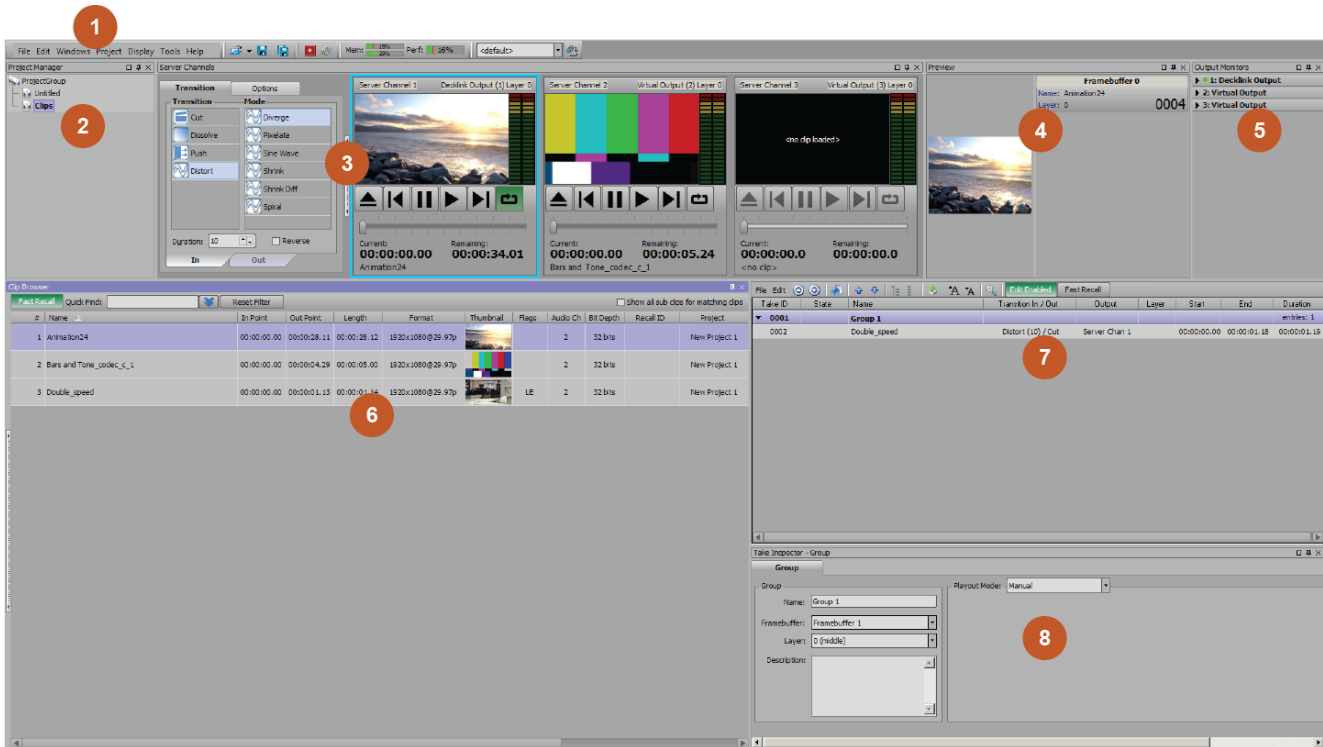 1
File Edit Windows Project Display Tools Help
Mem: 18% 20% Perf: 16% <default>
Project Manager
ProjectGroup
Untitled
Clips
2
Server Channels
Transition Options
Transition Mode
Cut Diverge
Dissolve Pixelate
Push Sine Wave
Distort Shrink
Shrink Diff
Spiral
Duration: 10 Reverse
In Out
3
Server Channel 1 Decklink Output (1) Layer 0
Current: Remaining:
00:00:00.00 00:00:34.01
Animation24
Server Channel 2 Virtual Output (2) Layer 0
Current: Remaining:
00:00:00.00 00:00:05.24
Bars and Tone_codec_c_1
Server Channel 3 Virtual Output (3) Layer 0
<no clip loaded>
Current: Remaining:
00:00:00.0 00:00:00.0
<no clip>
Preview
Framebuffer 0
Name: Animation24
Layer: 0 0004
4
Output Monitors
1: Decklink Output
2: Virtual Output
3: Virtual Output
5
Clip Browser
Fast Recall Quick Find: Reset Filter Show all sub clips for matching clips
# Name In Point Out Point Length Format Thumbnail Flags Audio Ch Bit Depth Recall ID Project
1 Animation24 00:00:00.00 00:00:28.11 00:00:28.12 1920x1080@29.97p 2 32 bits New Project 1
2 Bars and Tone_codec_c_1 00:00:00.00 00:00:04.29 00:00:05.00 1920x1080@29.97p 2 32 bits New Project 1
3 Double_speed 00:00:00.00 00:00:01.13 00:00:01.14 1920x1080@29.97p LE 2 32 bits New Project 1
6
File Edit Edit Enabled Fast Recall
Take ID State Name Transition In / Out Output Layer Start End Duration
0001 Group 1 entries: 1
0002 Double_speed Distort (10) / Cut Server Chan 1 00:00:00.00 00:00:01.18 00:00:01.19
7
Take Inspector - Group
Group
Group
Name: Group 1
Framebuffer: Framebuffer 1
Layer: 0 (middle)
Description:
Playout Mode: Manual
8